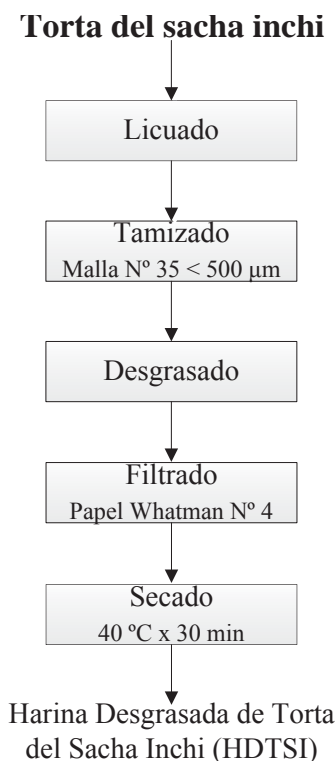 Torta del sacha inchi
Licuado
Tamizado
Malla Nº 35 < 500 μm
Desgrasado
Filtrado
Papel Whatman Nº 4
Secado
40 ºC x 30 min
Harina Desgrasada de Torta
del Sacha Inchi (HDTSI)